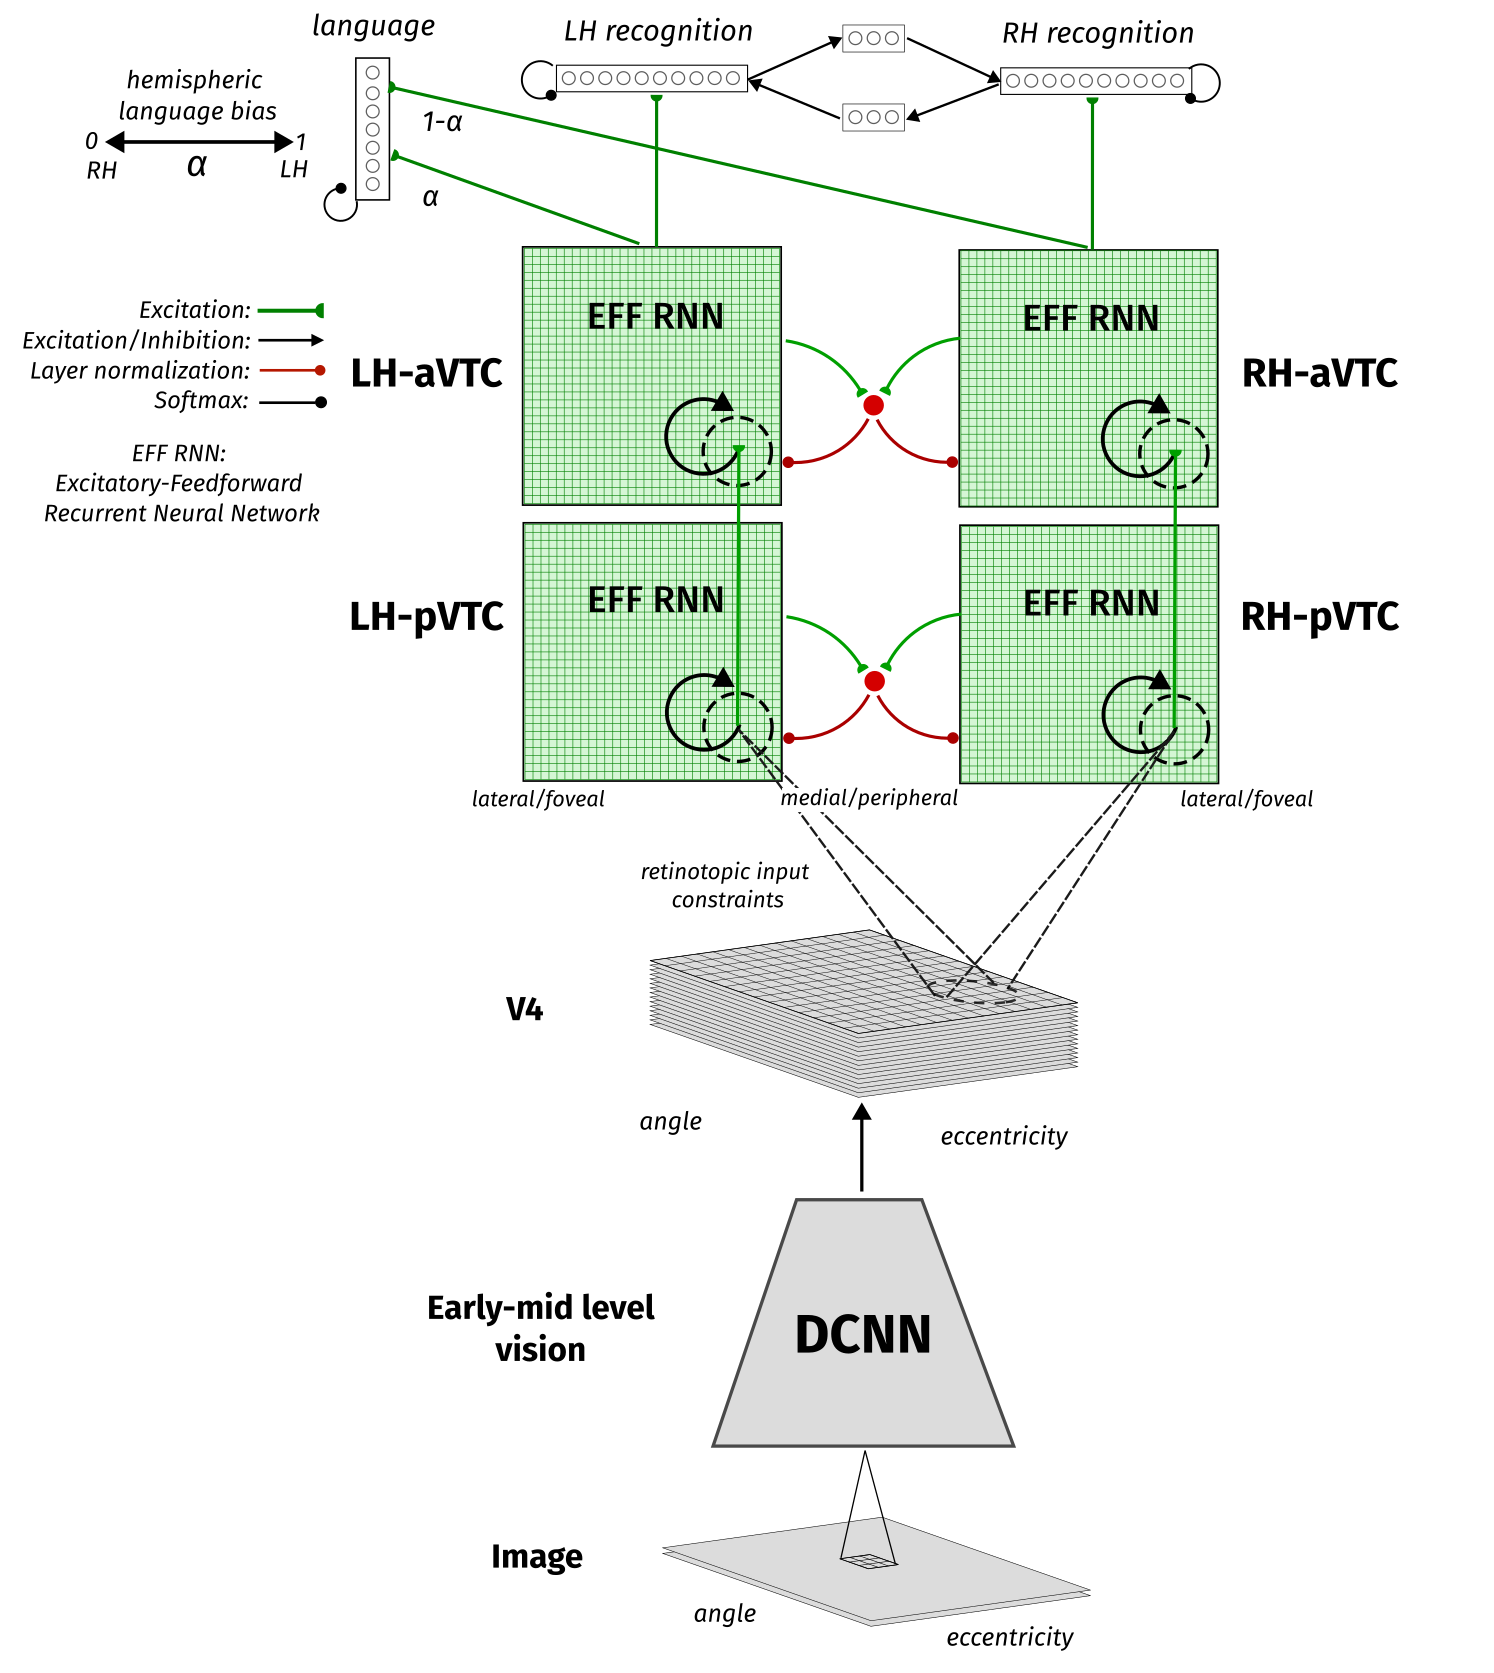 language
LH recognition
RH recognition
hemispheric
language bias
0
1
RH
α
LH
1-α
α
EFF RNN
EFF RNN
Excitation:
Excitation/Inhibition:
Layer normalization:
Softmax:
LH-aVTC
RH-aVTC
EFF RNN:
Excitatory-Feedforward
Recurrent Neural Network
EFF RNN
EFF RNN
LH-pVTC
RH-pVTC
lateral/foveal
medial/peripheral
lateral/foveal
retinotopic input
constraints
V4
angle
eccentricity
Early-mid level
vision
DCNN
Image
angle
eccentricity